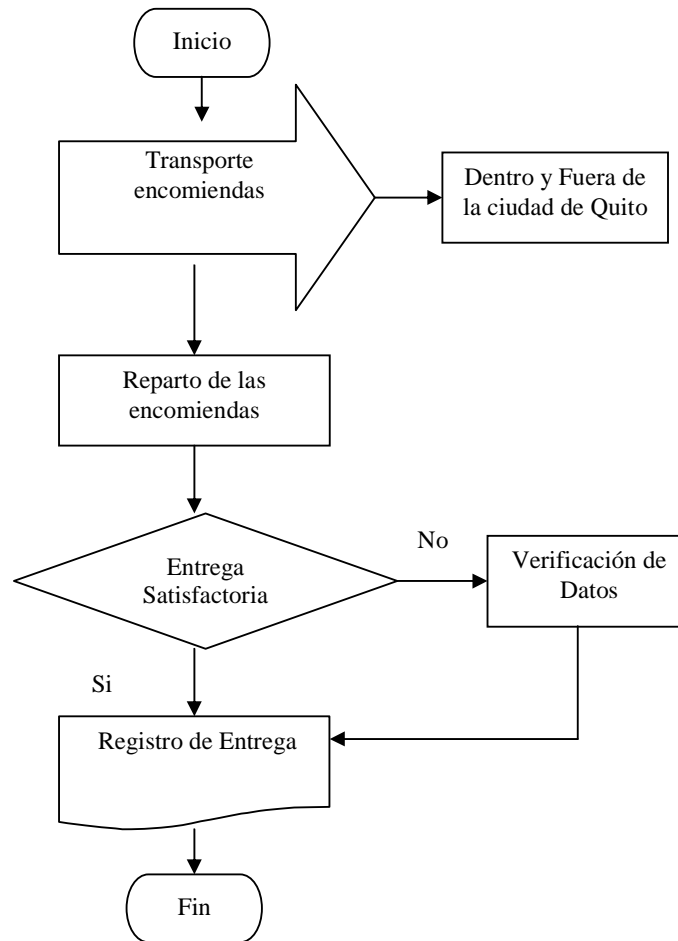 Inicio
Transporte
encomiendas
Dentro y Fuera de
la ciudad de Quito
Reparto de las
encomiendas
Entrega
Satisfactoria
No
Verificación de
Datos
Si
Registro de Entrega
Fin